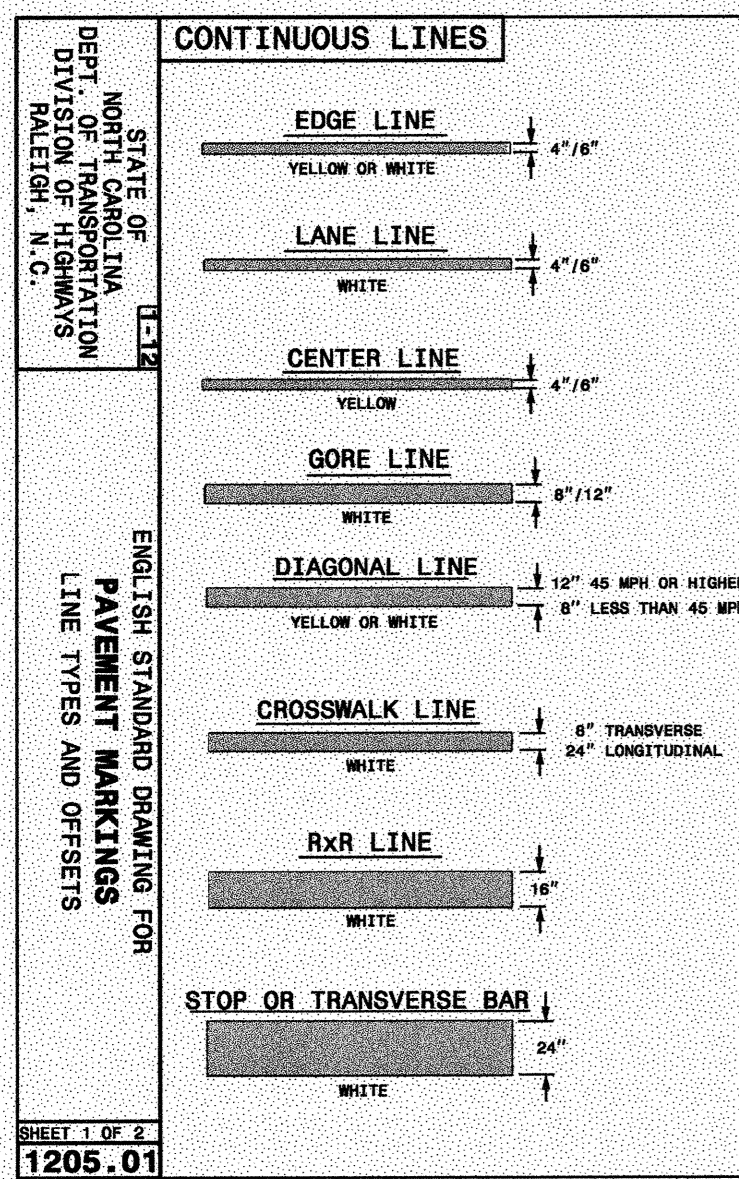 CONTINUOUS LINES
EDGE LINE
4"/6"
YELLOW OR WHITE
LANE LINE
4"/6"
WHITE
CENTER LINE
4"/6"
YELLOW
GORE LINE
8"/12"
WHITE
DIAGONAL LINE
12" 45 MPH OR HIGHER
8" LESS THAN 45 MPH
YELLOW OR WHITE
CROSSWALK LINE
8" TRANSVERSE
24" LONGITUDINAL
WHITE
RxR LINE
16"
WHITE
STOP OR TRANSVERSE BAR
24"
WHITE
1-12
STATE OF
NORTH CAROLINA
DEPT. OF TRANSPORTATION
DIVISION OF HIGHWAYS
RALEIGH, N.C.
ENGLISH STANDARD DRAWING FOR
PAVEMENT MARKINGS
LINE TYPES AND OFFSETS
SHEET 1 OF 2
1205.01